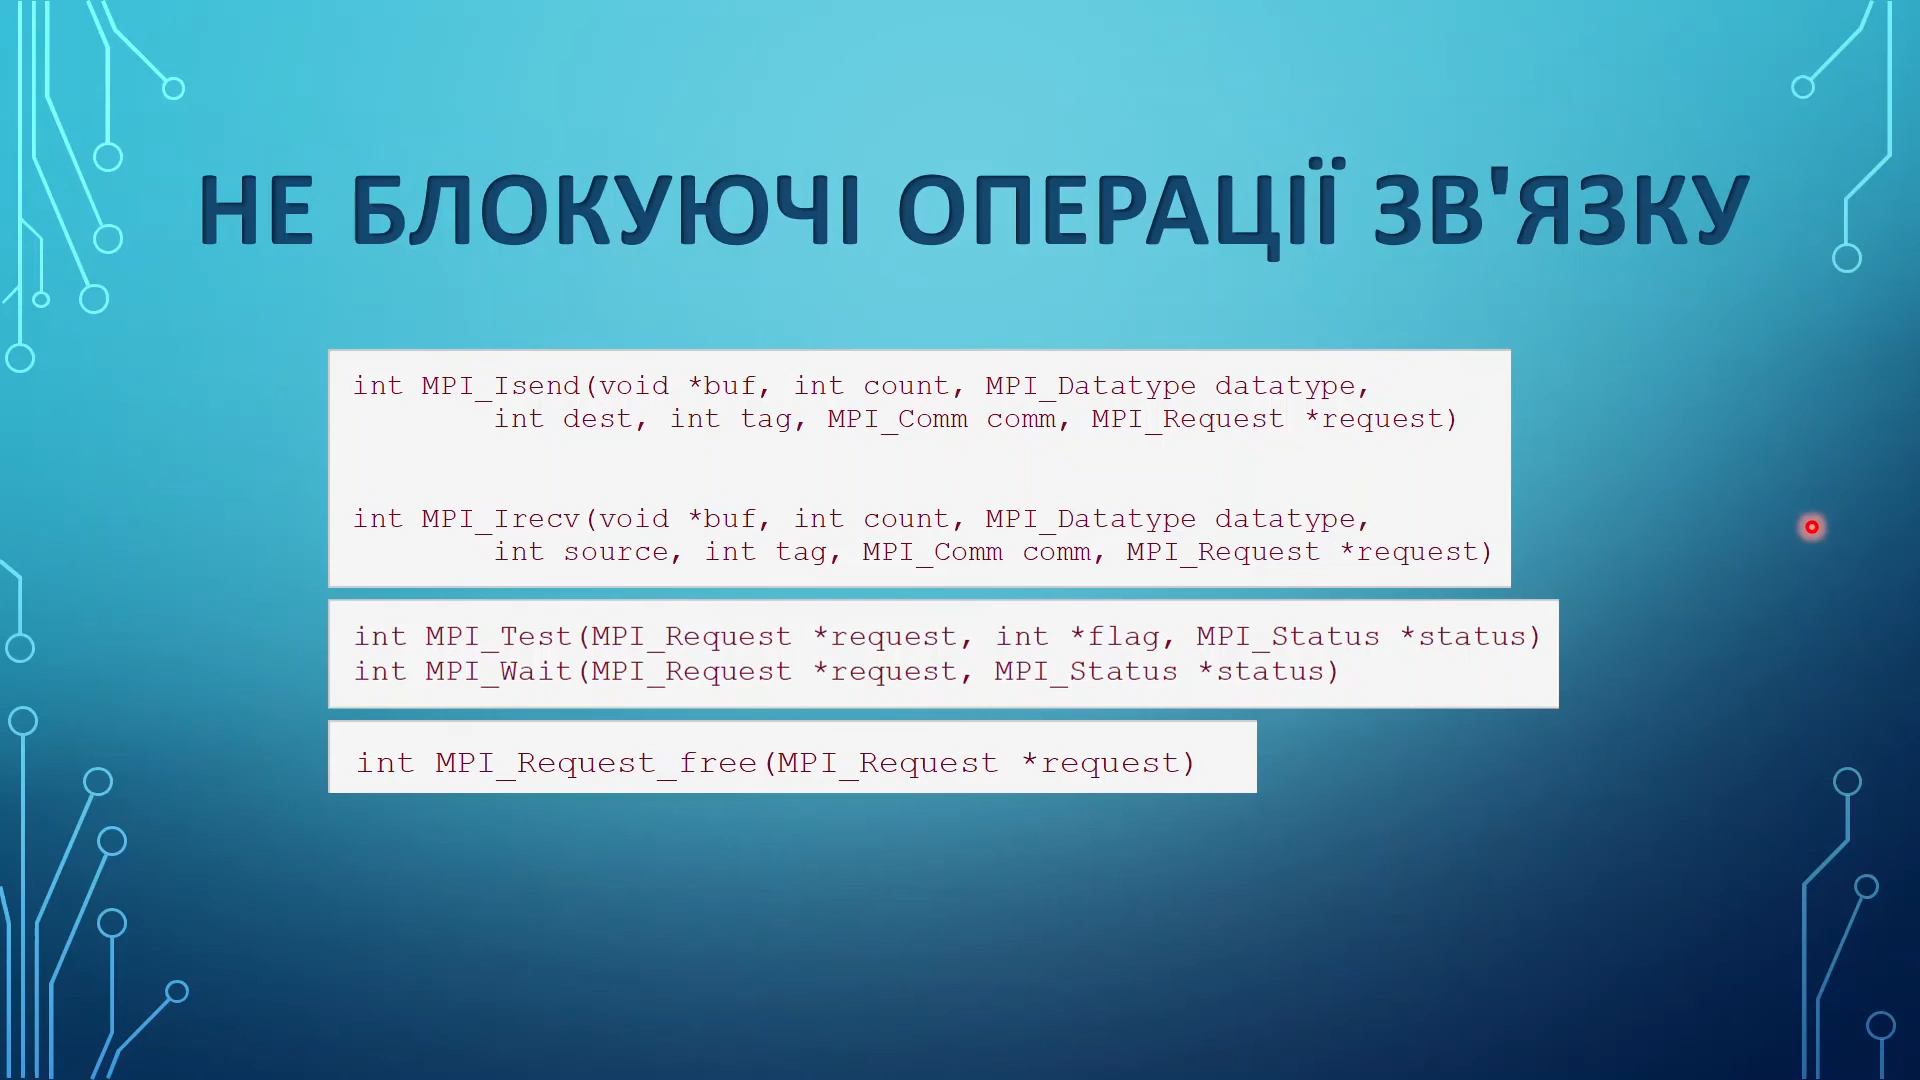 НЕ БЛОКУЮЧІ ОПЕРАЦІЇ ЗВ'ЯЗКУ
int MPI_Isend(void *buf, int count, MPI_Datatype datatype,
int dest, int tag, MPI_Comm comm, MPI_Request *request)
int MPI_Irecv(void *buf, int count, MPI_Datatype datatype,
int source, int tag, MPI_Comm comm, MPI_Request *request)
int MPI_Test(MPI_Request *request, int *flag, MPI_Status *status)
int MPI_Wait(MPI_Request *request, MPI_Status *status)
int MPI_Request_free(MPI_Request *request)